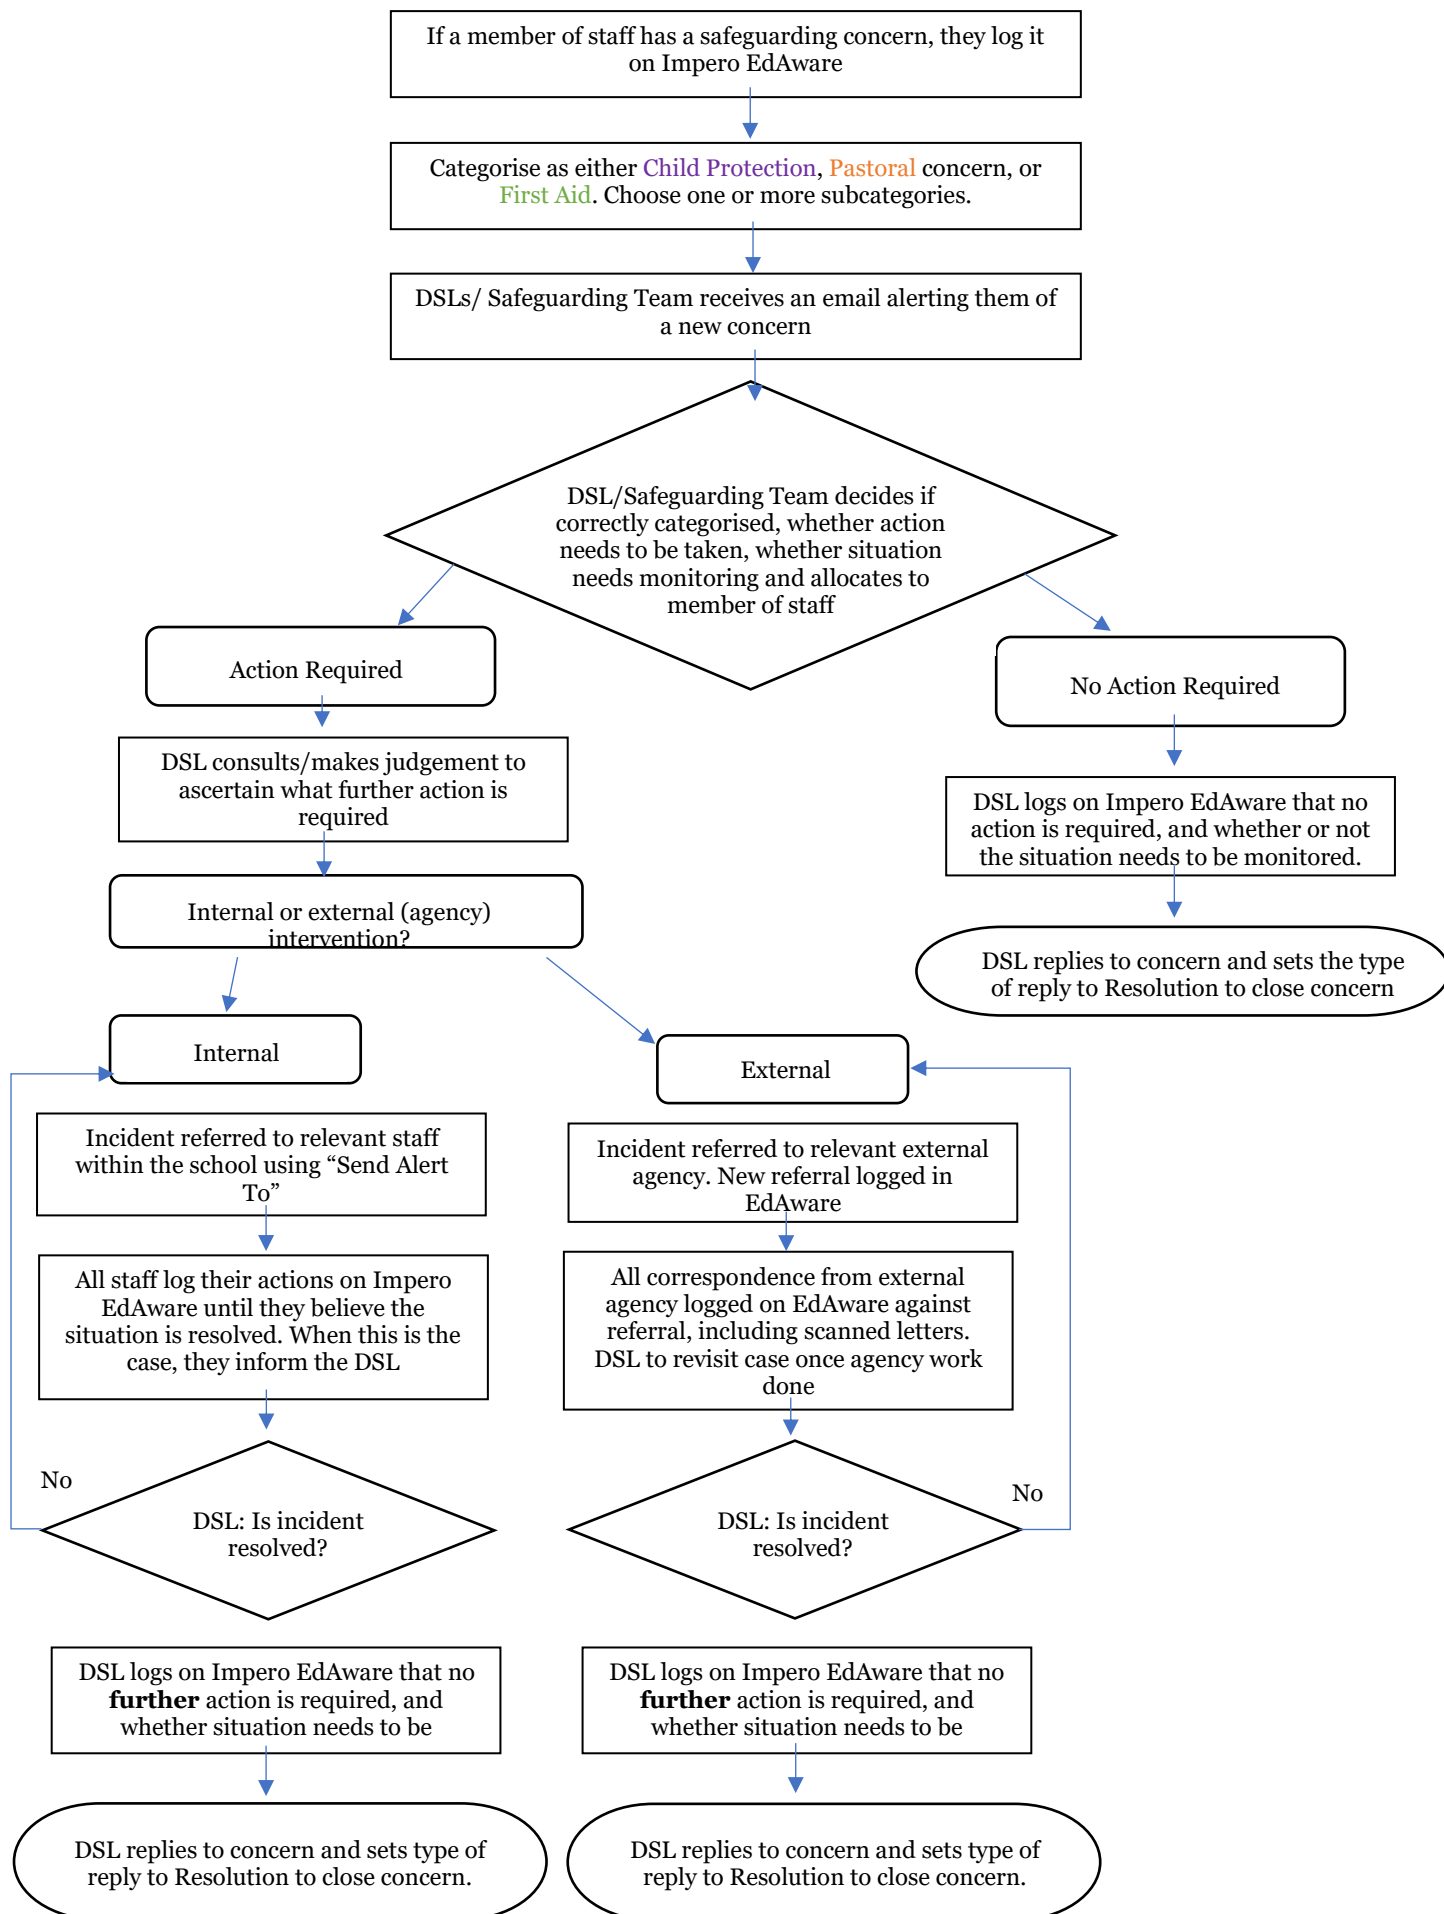 If a member of staff has a safeguarding concern, they log it
on Impero EdAware
Categorise as either Child Protection, Pastoral concern, or
First Aid. Choose one or more subcategories.
DSLs/ Safeguarding Team receives an email alerting them of
a new concern
DSL/Safeguarding Team decides if
correctly categorised, whether action
needs to be taken, whether situation
needs monitoring and allocates to
member of staff
Action Required
No Action Required
DSL consults/makes judgement to
ascertain what further action is
required
DSL logs on Impero EdAware that no
action is required, and whether or not
the situation needs to be monitored.
Internal or external (agency)
intervention?
DSL replies to concern and sets the type
of reply to Resolution to close concern
Internal
External
Incident referred to relevant staff
within the school using “Send Alert
To”
Incident referred to relevant external
agency. New referral logged in
EdAware
All staff log their actions on Impero
EdAware until they believe the
situation is resolved. When this is the
case, they inform the DSL
All correspondence from external
agency logged on EdAware against
referral, including scanned letters.
DSL to revisit case once agency work
done
No
DSL: Is incident
resolved?
No
DSL: Is incident
resolved?
DSL logs on Impero EdAware that no
further action is required, and
whether situation needs to be
DSL logs on Impero EdAware that no
further action is required, and
whether situation needs to be
DSL replies to concern and sets type of
reply to Resolution to close concern.
DSL replies to concern and sets type of
reply to Resolution to close concern.